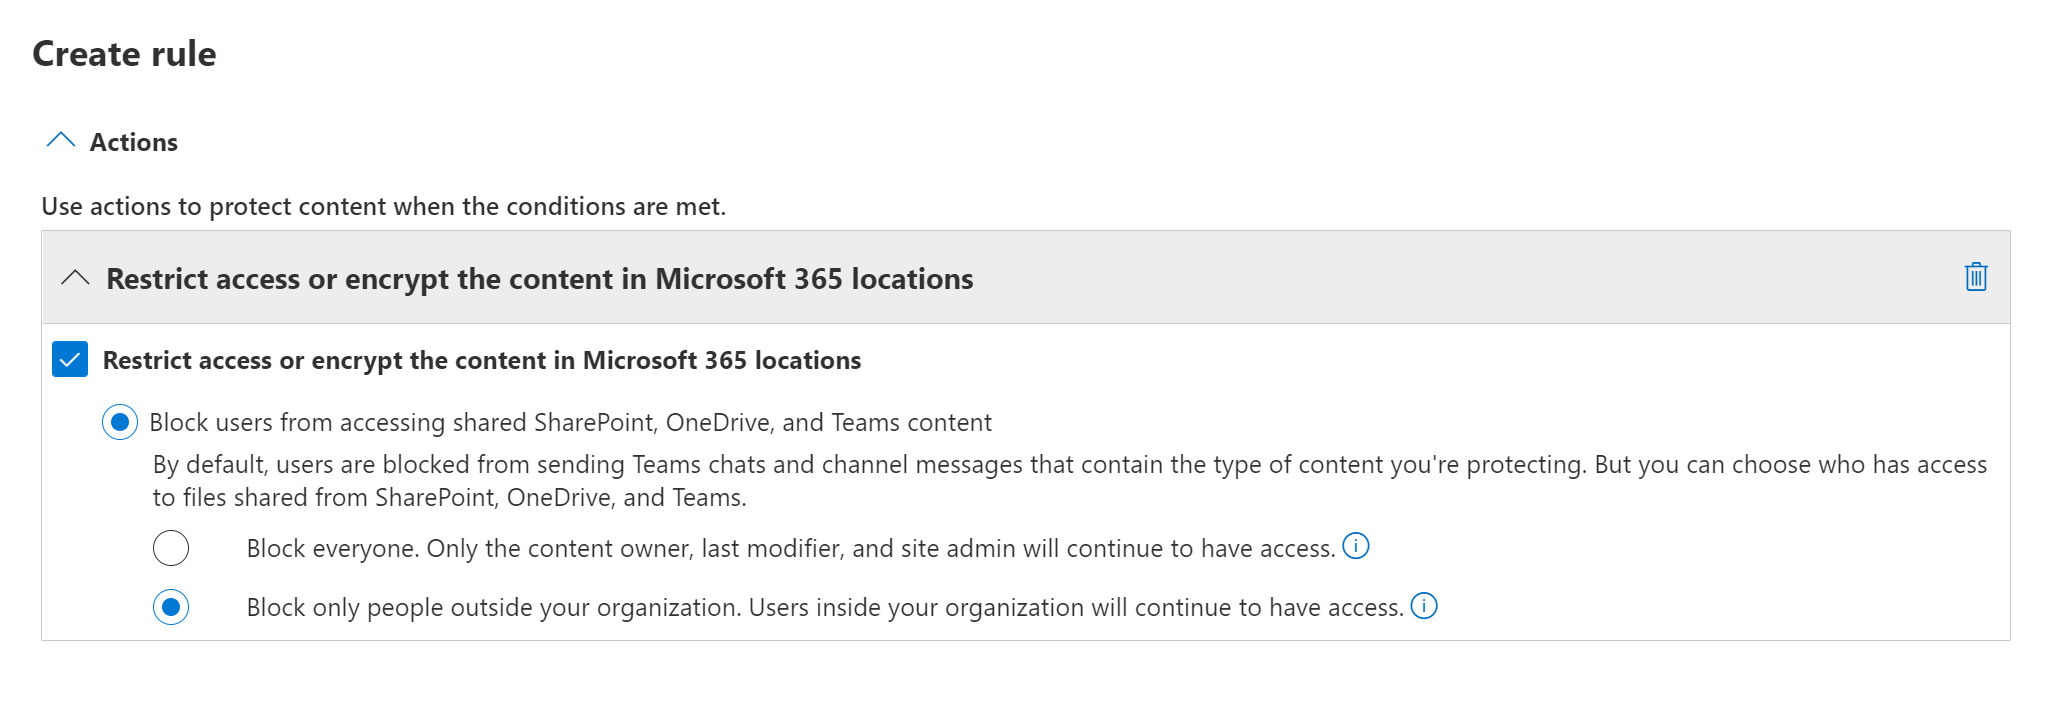 Create rule
Actions
Use actions to protect content when the conditions are met.
Restrict access or encrypt the content in Microsoft 365 locations
Restrict access or encrypt the content in Microsoft 365 locations
Block users from accessing shared SharePoint, OneDrive, and Teams content
By default, users are blocked from sending Teams chats and channel messages that contain the type of content you're protecting. But you can choose who has access
to files shared from SharePoint, OneDrive, and Teams.
Block everyone. Only the content owner, last modifier, and site admin will continue to have access.
Block only people outside your organization. Users inside your organization will continue to have access.